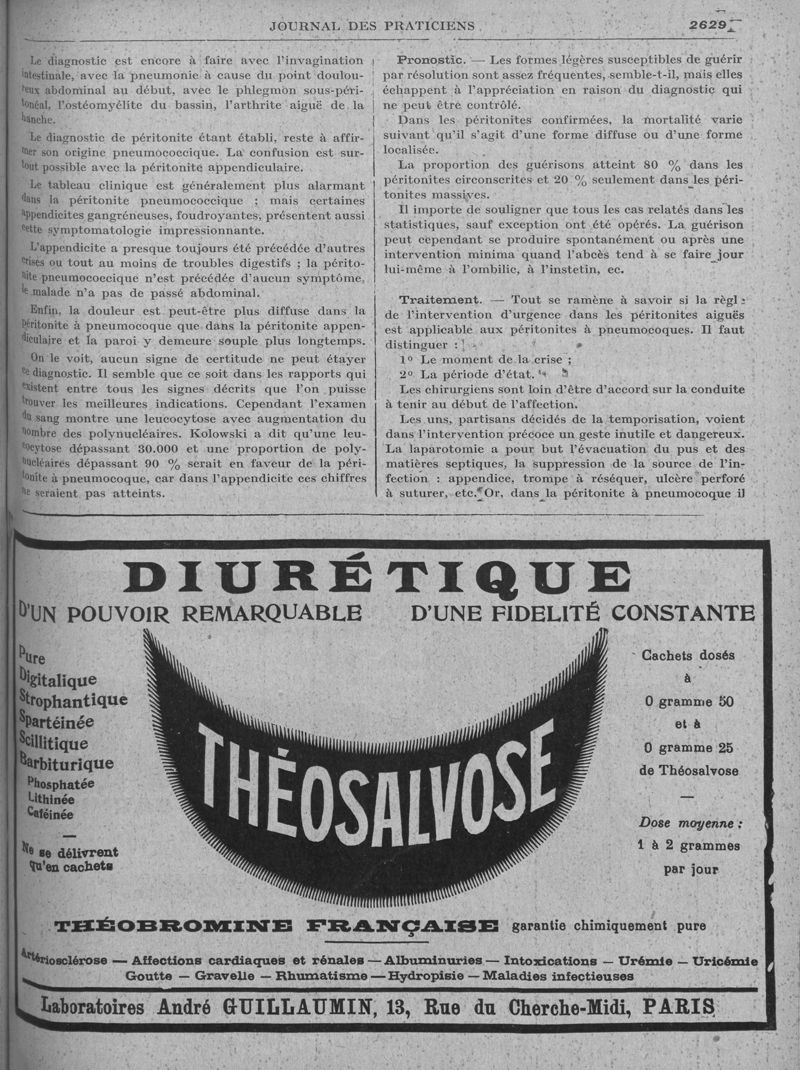 JOURNAL DES PRATICIENS
2629
Le diagnostic est encore à faire avec l'invagination
intestinale, avec la pneumonie à cause du point doulou-
reux abdominal au début, avec le phlegmon sous-péri-
tonéal, l'ostéomyélite du bassin, l'arthrite aiguë de la
hanche.
Le diagnostic de péritonite étant établi, reste à affir-
mer son origine pneumococcique. La confusion est sur-
tout possible avec la péritonite appendiculaire.
Le tableau clinique est généralement plus alarmant
dans la péritonite pneumococcique ; mais certaines
appendicites gangréneuses, foudroyantes, présentent aussi
cette symptomatologie impressionnante.
L'appendicite a presque toujours été précédée d'autres
crises ou tout au moins de troubles digestifs ; la périto-
nite pneumococcique n'est précédée d'aucun symptôme,
le malade n'a pas de passé abdominal.
Enfin, la douleur est peut-être plus diffuse dans la
péritonite à pneumocoque que dans la péritonite appen-
diculaire et la paroi y demeure souple plus longtemps.
On le voit, aucun signe de certitude ne peut étayer
ce diagnostic. Il semble que ce soit dans les rapports qui
existent entre tous les signes décrits que l'on puisse
trouver les meilleures indications. Cependant l'examen
du sang montre une leucocytose avec augmentation du
nombre des polynucléaires. Kolowski a dit qu'une leu-
cocytose dépassant 30.000 et une proportion de poly-
nucléaires dépassant 90 % serait en faveur de la péri-
tonite à pneumocoque, car dans l'appendicite ces chiffres
ne seraient pas atteints.
Pronostic. — Les formes légères susceptibles de guérir
par résolution sont assez fréquentes, semble-t-il, mais elles
échappent à l'appréciation en raison du diagnostic qui
ne peut être contrôlé.
Dans les péritonites confirmées, la mortalité varie
suivant qu'il s'agit d'une forme diffuse ou d'une forme
localisée.
La proportion des guérisons atteint 80 % dans les
péritonites circonscrites et 20 % seulement dans les péri-
tonites massives.
Il importe de souligner que tous les cas relatés dans les
statistiques, sauf exception ont été opérés. La guérison
peut cependant se produire spontanément ou après une
intervention minima quand l'abcès tend à se faire jour
lui-même à l'ombilic, à l'instetin, ec.
Traitement. — Tout se ramène à savoir si la règle
de l'intervention d'urgence dans les péritonites aiguës
est applicable aux péritonites à pneumocoques. Il faut
distinguer :
1º Le moment de la crise ;
2º La période d'état.
Les chirurgiens sont loin d'être d'accord sur la conduite
à tenir au début de l'affection.
Les uns, partisans décidés de la temporisation, voient
dans l'intervention précoce un geste inutile et dangereux.
La laparotomie a pour but l'évacuation du pus et des
matières septiques, la suppression de la source de l'in-
fection : appendice, trompe à réséquer, ulcère perforé
à suturer, etc. Or, dans la péritonite à pneumocoque il
DIURÉTIQUE
D'UN POUVOIR REMARQUABLE D'UNE FIDELITÉ CONSTANTE
Pure
Digitalique
Strophantique
Spartéinée
Scillitique
Barbiturique
Phosphatée
Lithinée
Caféinée
Ne se délivrent
qu'en cachets
THÉOSALVOSE
Cachets dosés
à
0 gramme 50
et à
0 gramme 25
de Théosalvose
Dose moyenne :
1 à 2 grammes
par jour
THÉOBROMINE FRANÇAISE garantie chimiquement pure
Artériosclérose — Affections cardiaques et rénales — Albuminuries — Intoxications — Urémie — Uricémie
Goutte — Gravelle — Rhumatisme — Hydropisie — Maladies infectieuses
Laboratoires André GUILLAUMIN, 13, Rue du Cherche-Midi, PARIS